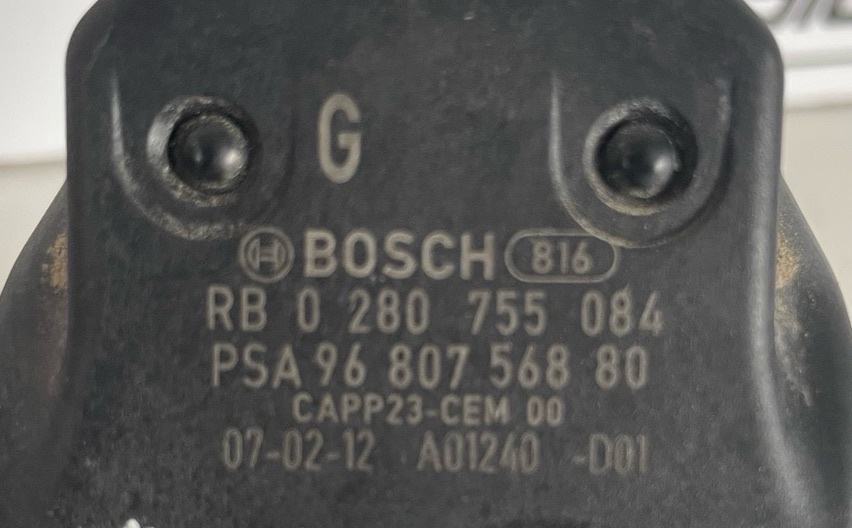 G
BOSCH 816
RB 0 280 755 084
PSA 96 807 568 80
CAPP23-CEM 00
07-02-12 A01240 -D01